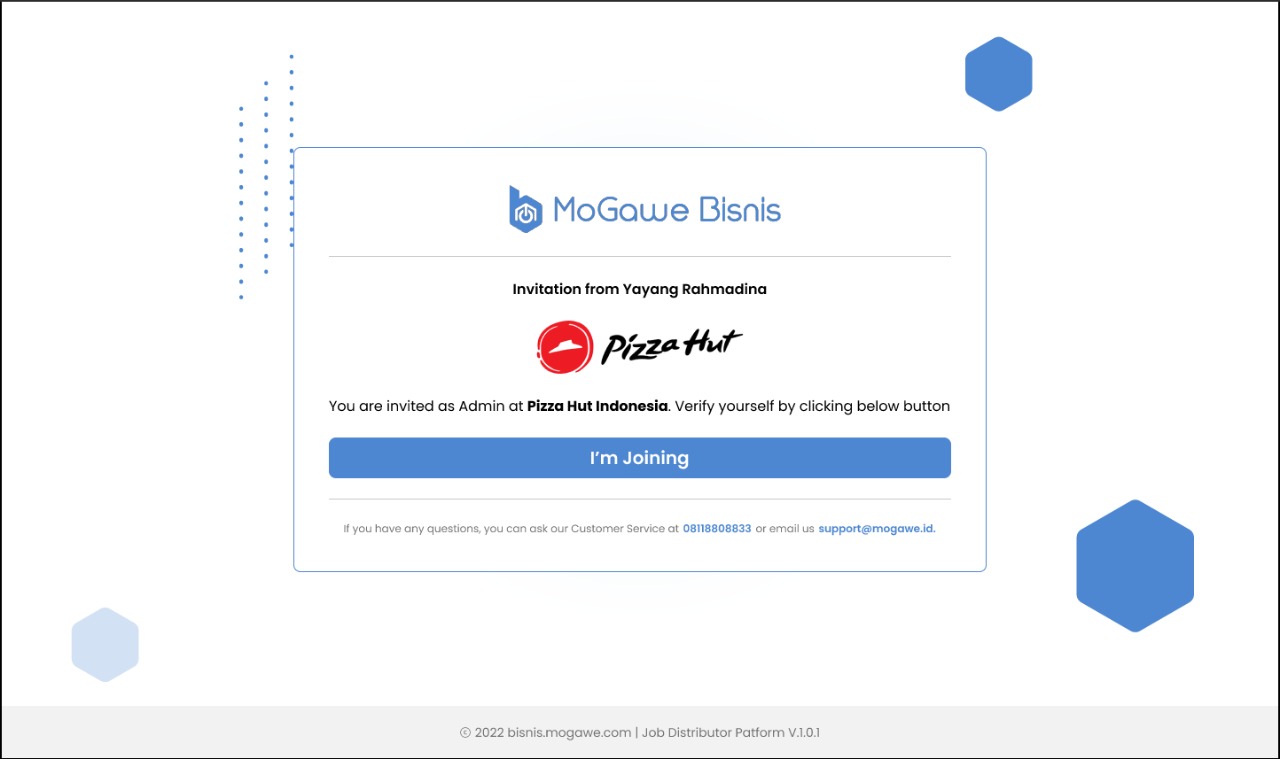 MoGawe Bisnis
Invitation from Yayang Rahmadina
Pizza Hut
You are invited as Admin at Pizza Hut Indonesia. Verify yourself by clicking below button
I’m Joining
If you have any questions, you can ask our Customer Service at 08118808833 or email us support@mogawe.id.
© 2022 bisnis.mogawe.com | Job Distributor Patform V.1.0.1